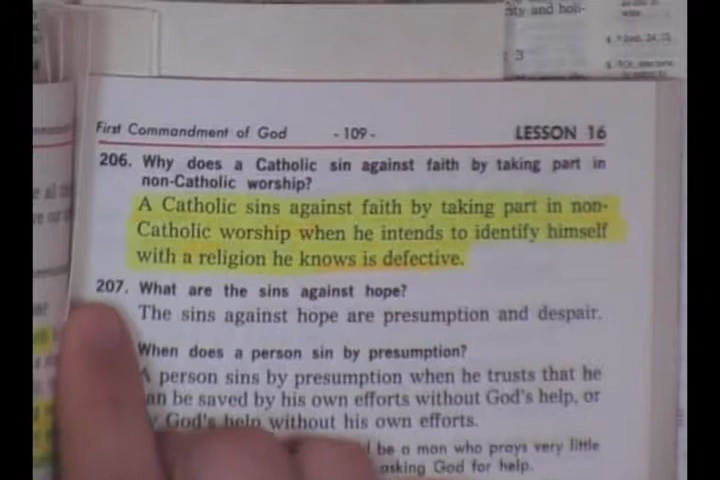 ity and holi-
3
First Commandment of God - 109 - LESSON 16
206. Why does a Catholic sin against faith by taking part in
non-Catholic worship?
A Catholic sins against faith by taking part in non-
Catholic worship when he intends to identify himself
with a religion he knows is defective.
207. What are the sins against hope?
The sins against hope are presumption and despair.
When does a person sin by presumption?
A person sins by presumption when he trusts that he
an be saved by his own efforts without God's help, or
God's help without his own efforts.
be a man who prays very little
asking God for help.